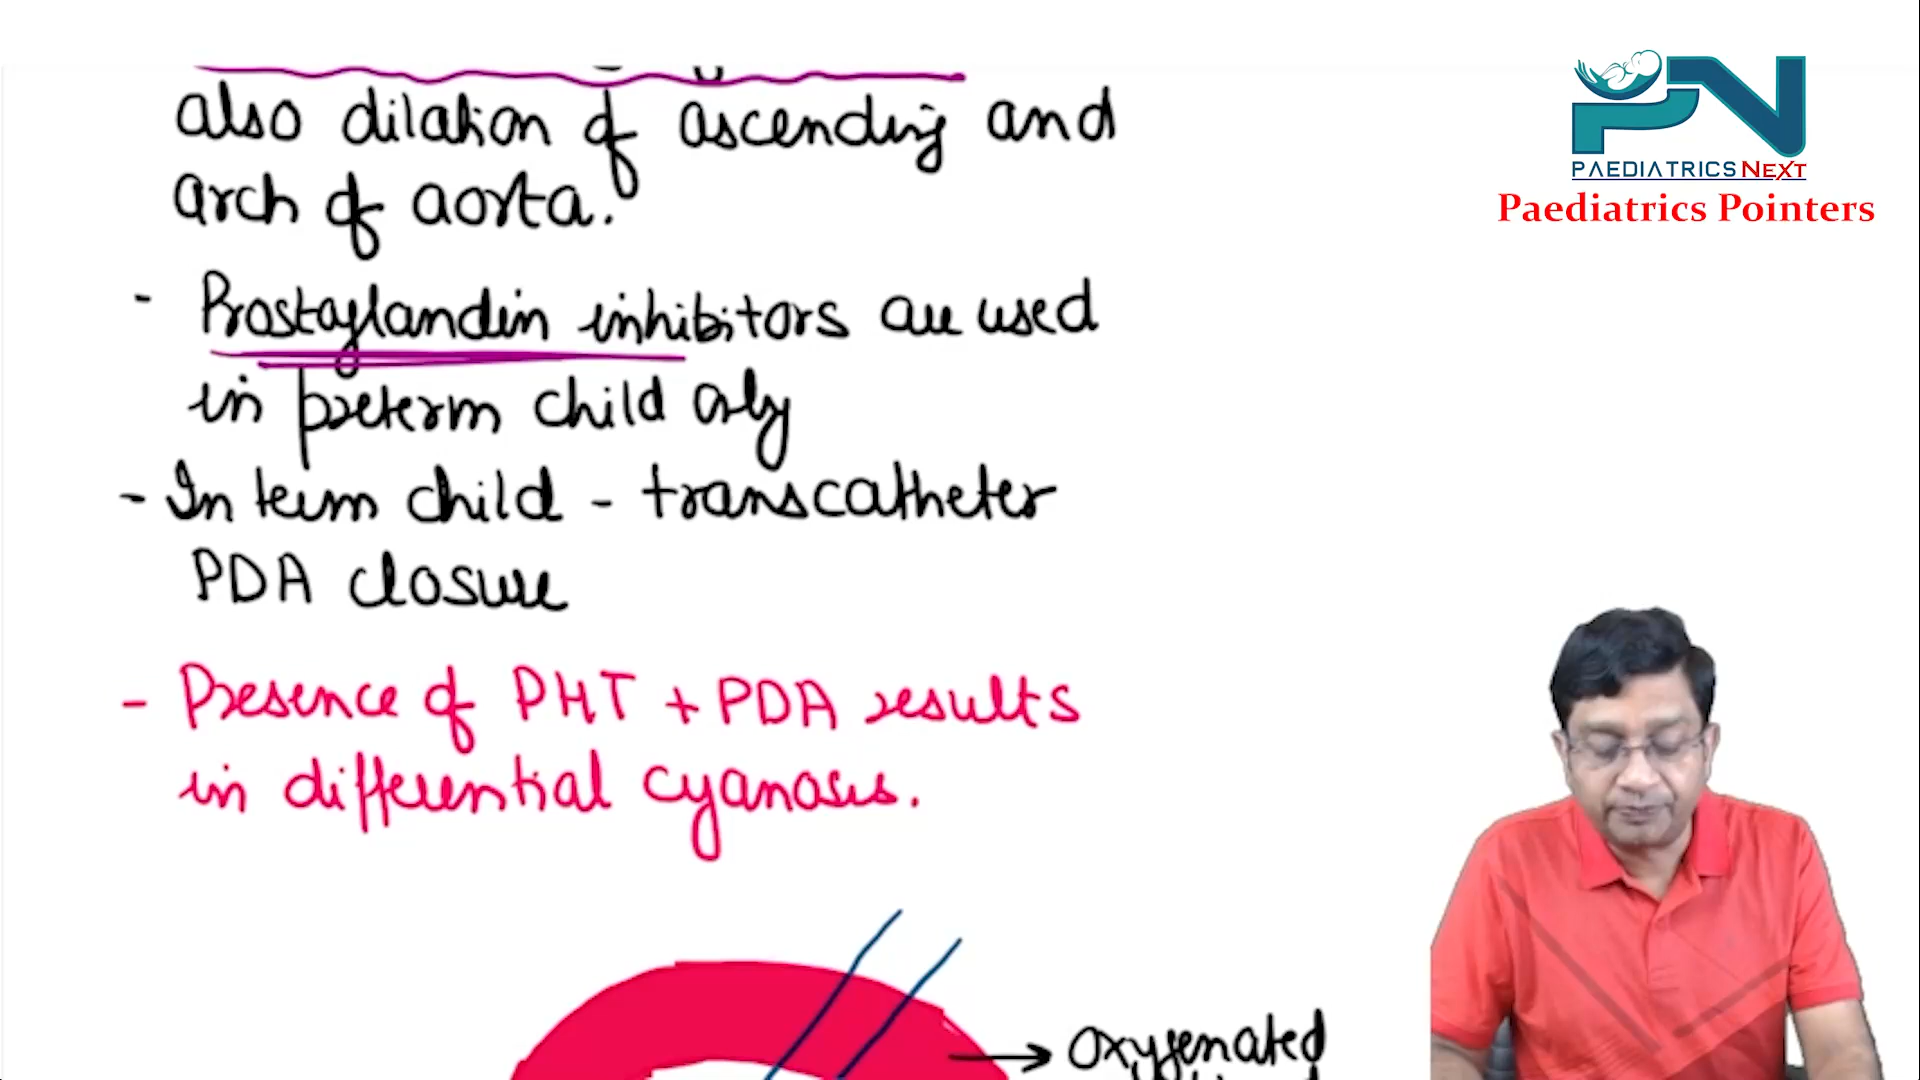 also dilation of ascending and
arch of aorta.
- Prostaglandin inhibitors are used
in preterm child only
- In term child - transcatheter
PDA closure
- Presence of PHT + PDA results
in differential cyanosis.
→ oxygenated
PN
PAEDIATRICS NEXT
Paediatrics Pointers